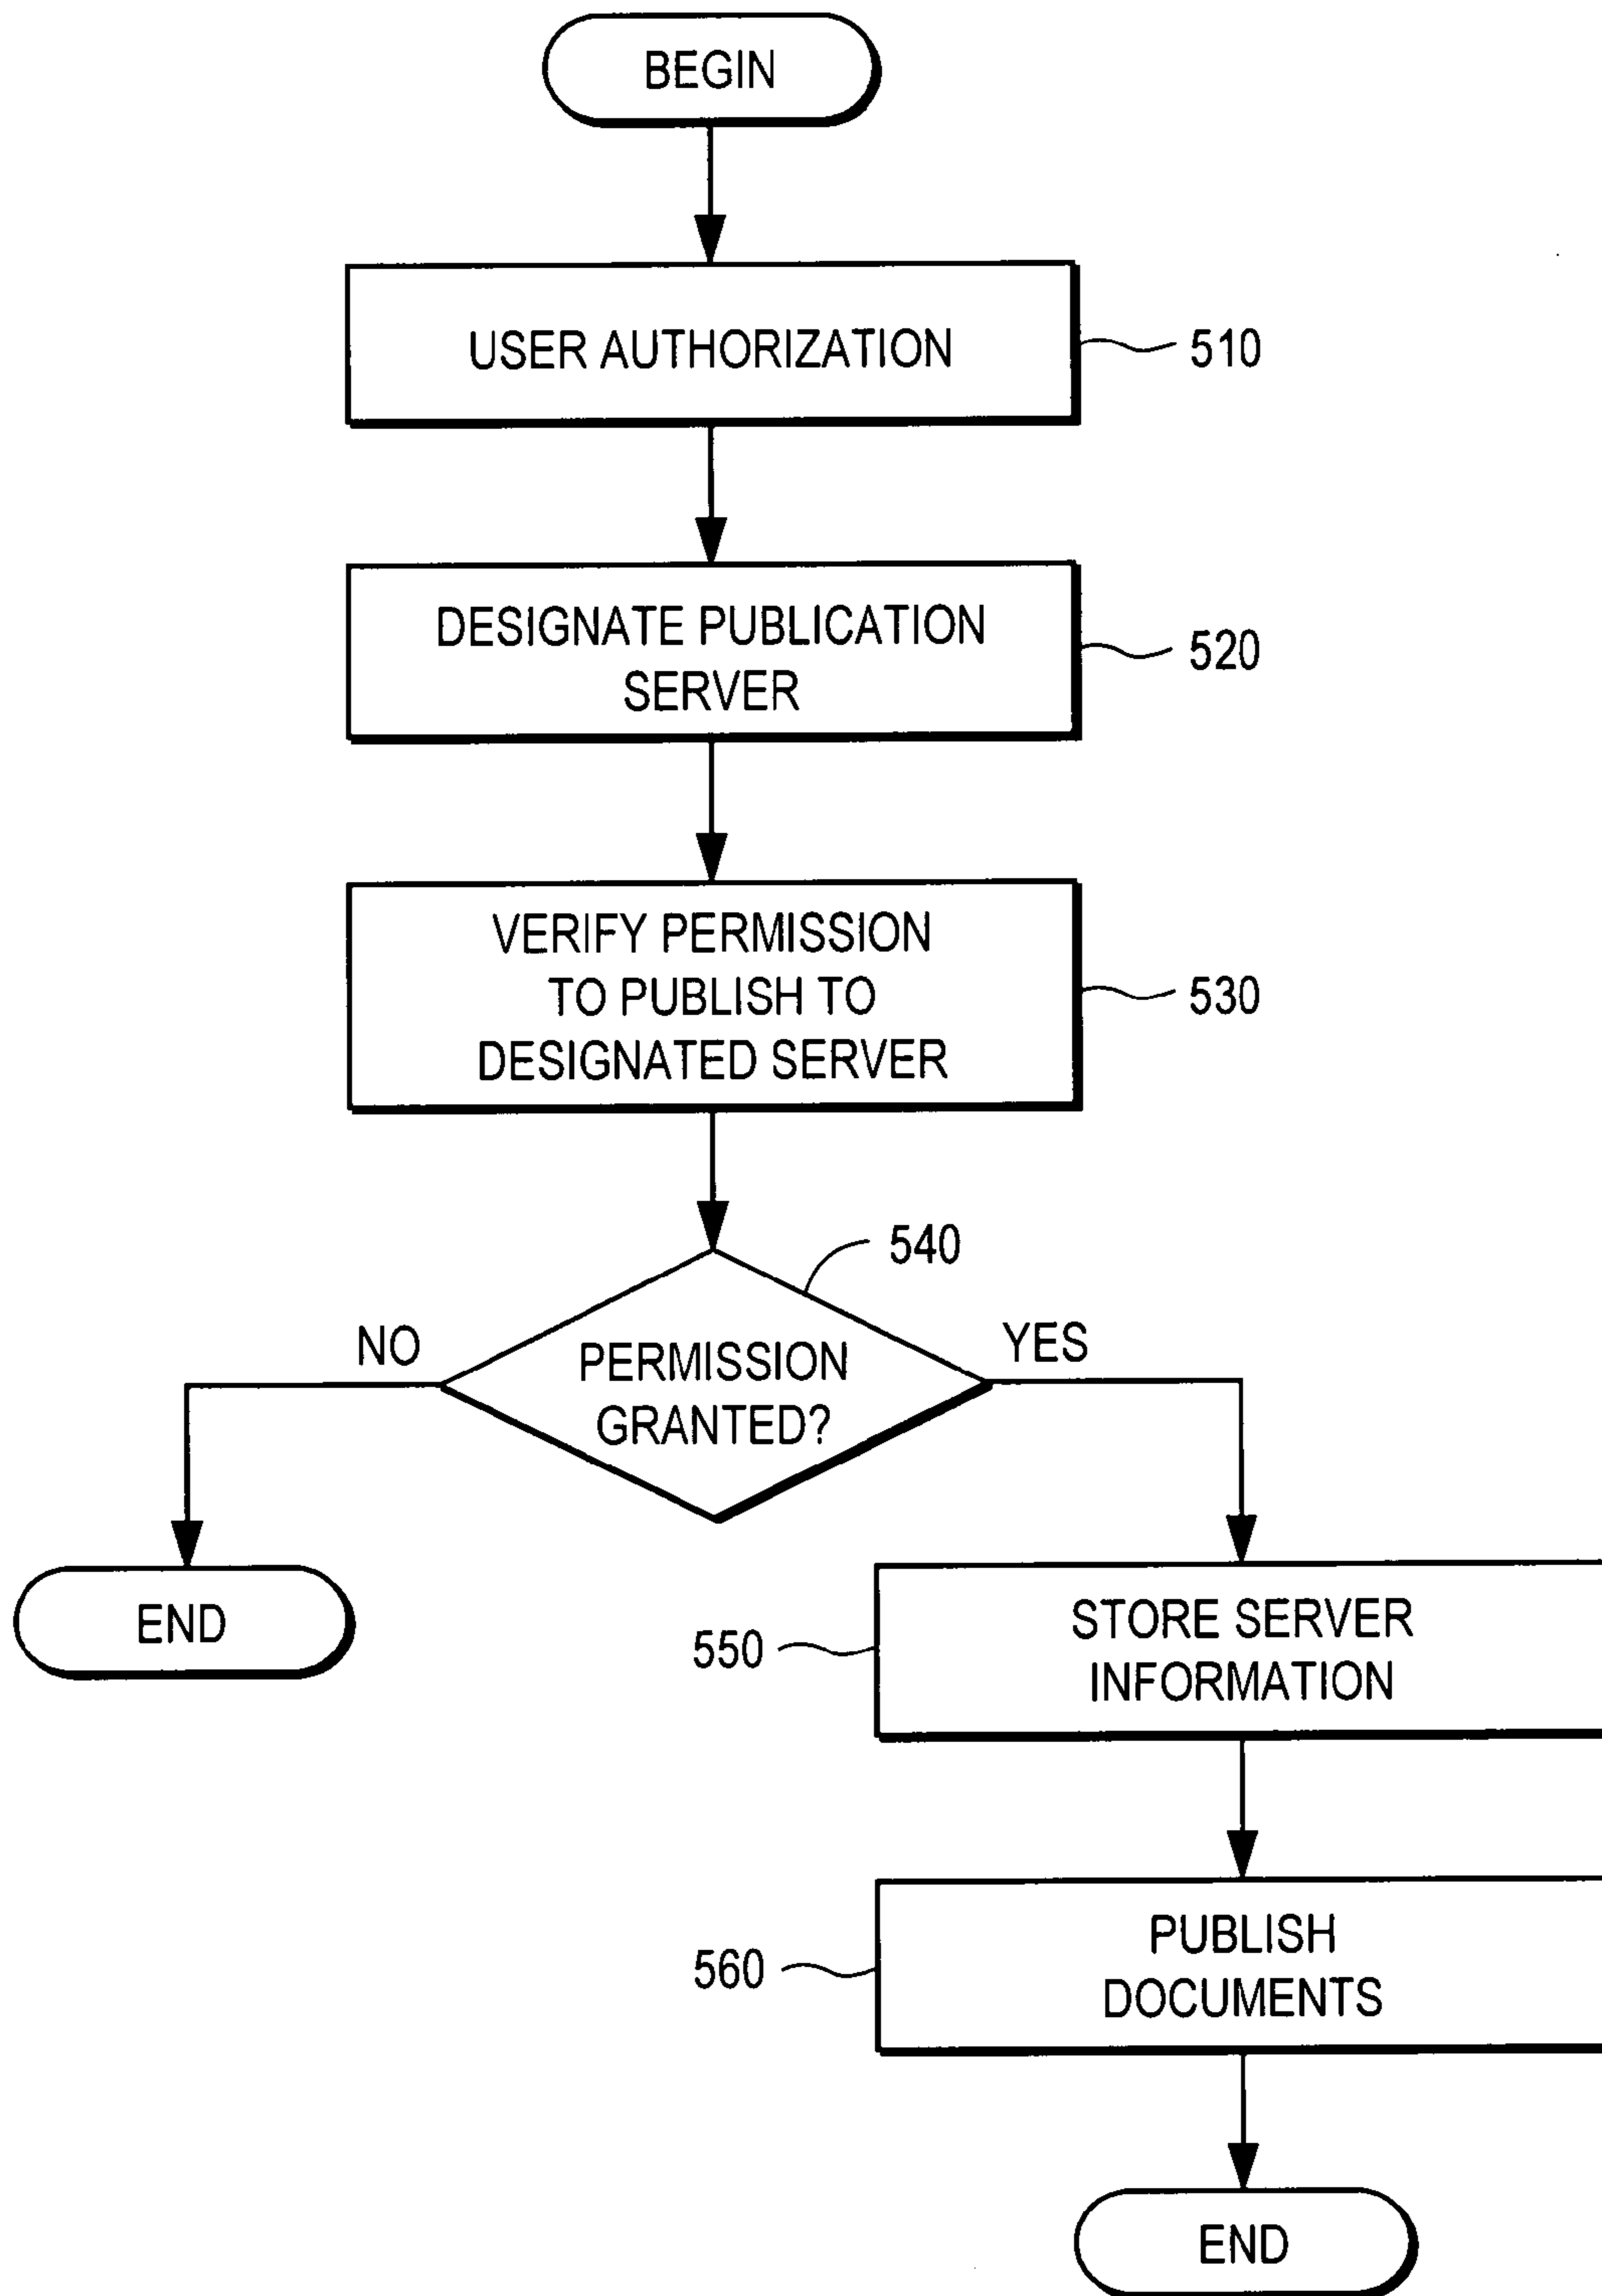 BEGIN
USER AUTHORIZATION
510
DESIGNATE PUBLICATION
SERVER
520
VERIFY PERMISSION
TO PUBLISH TO
DESIGNATED SERVER
530
540
NO
YES
PERMISSION
GRANTED?
END
550
STORE SERVER
INFORMATION
560
PUBLISH
DOCUMENTS
END